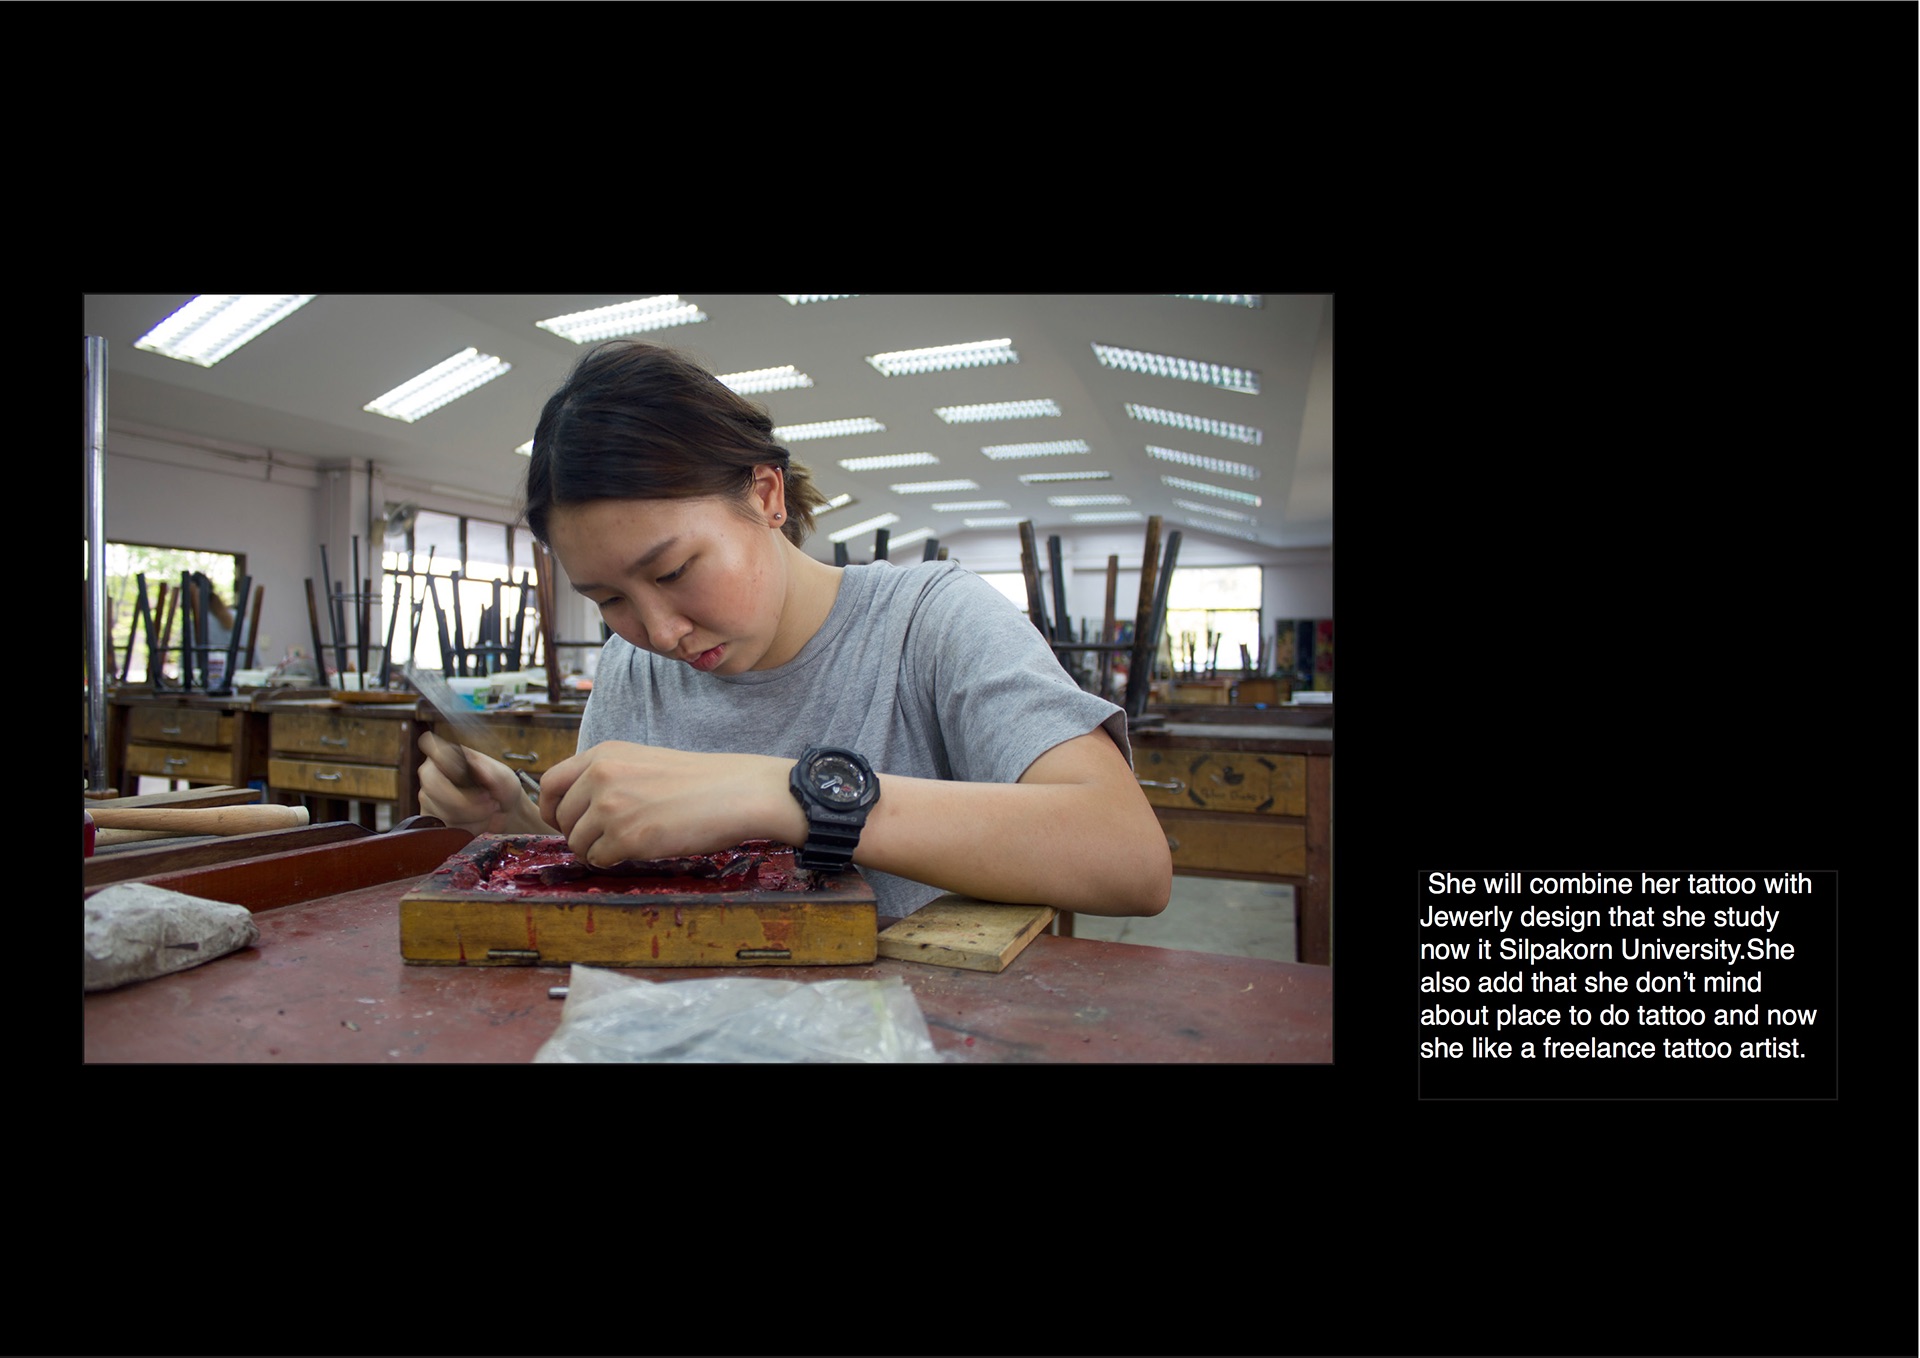 She will combine her tattoo with
Jewerly design that she study
now it Silpakorn University.She
also add that she don’t mind
about place to do tattoo and now
she like a freelance tattoo artist.
G-SHOCK